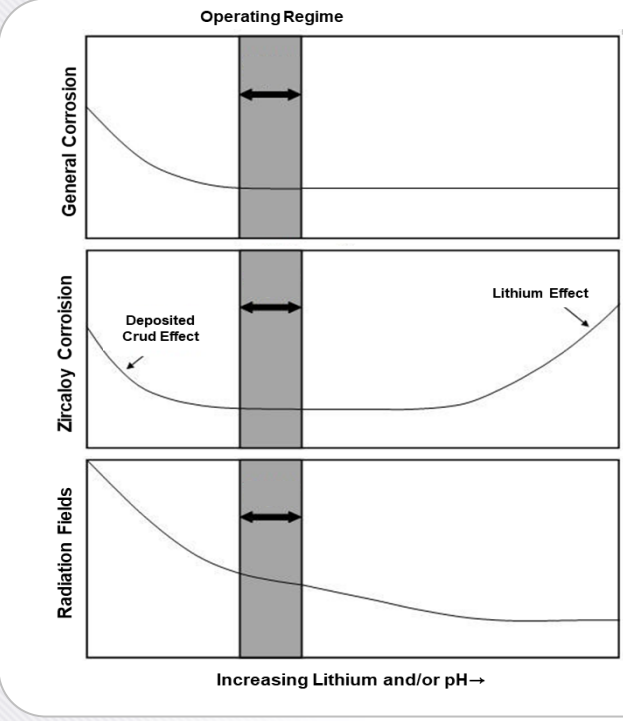 Operating Regime
General Corrosion
Zircaloy Corroision
Deposited
Crud Effect
Lithium Effect
Radiation Fields
Increasing Lithium and/or pH→